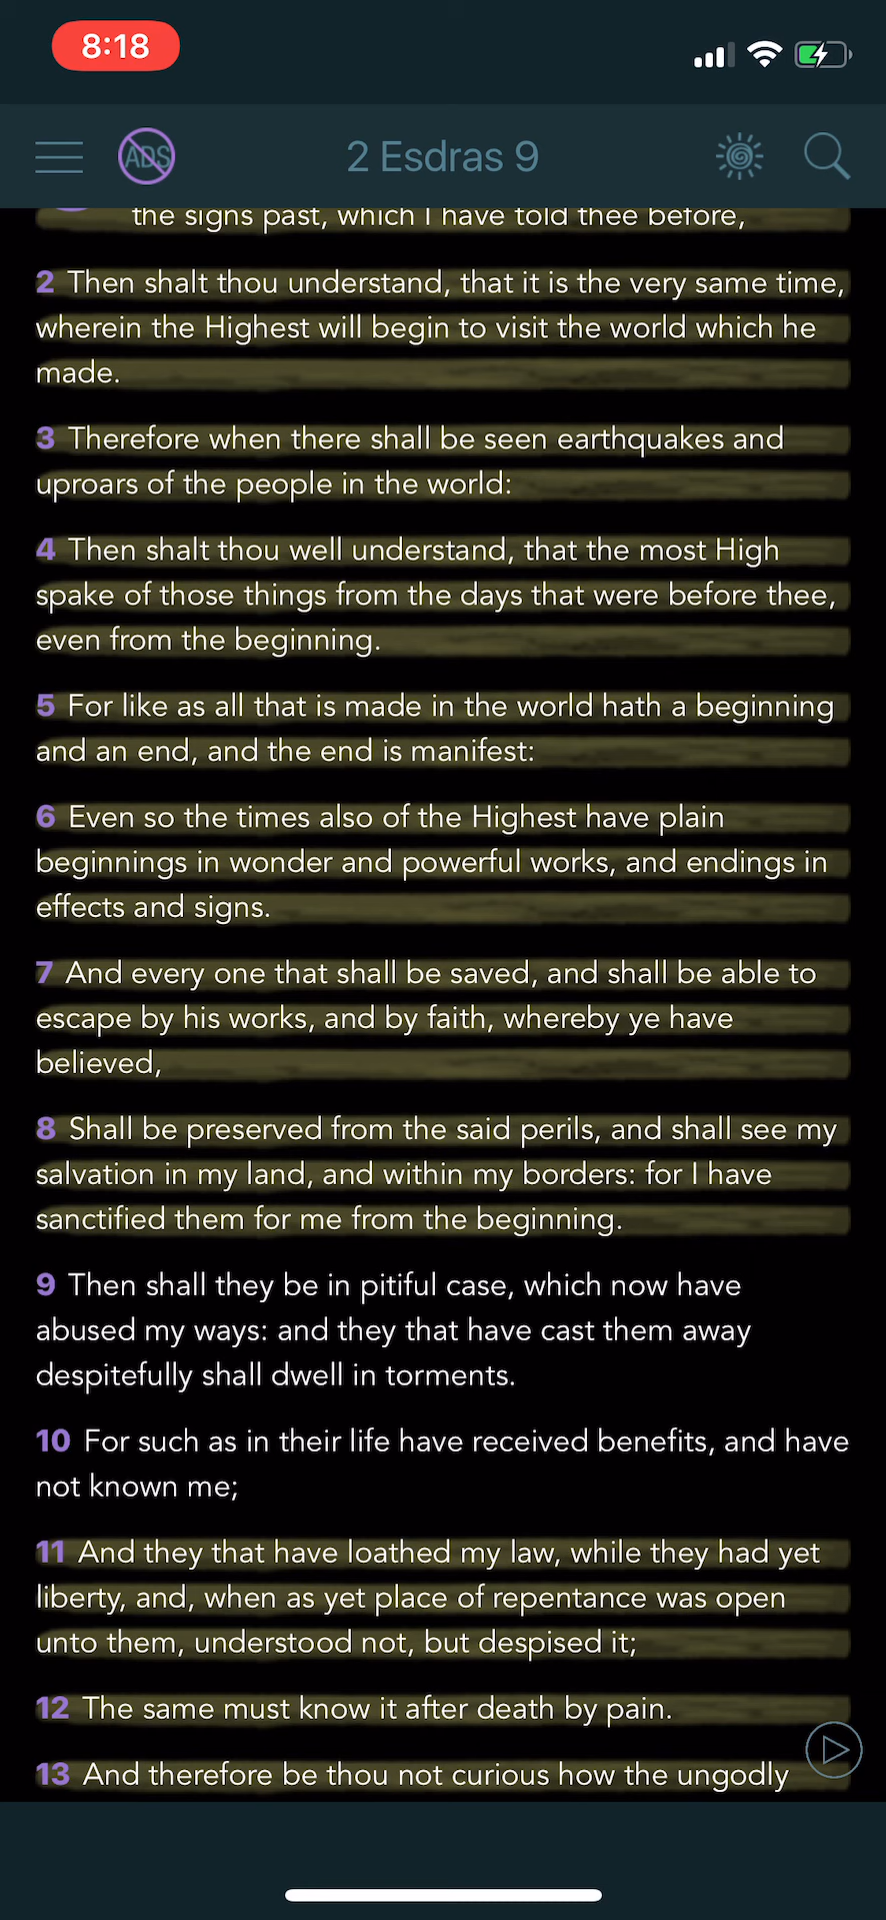 8:18
ADS
2 Esdras 9
the signs past, which I have told thee before,
2 Then shalt thou understand, that it is the very same time,
wherein the Highest will begin to visit the world which he
made.
3 Therefore when there shall be seen earthquakes and
uproars of the people in the world:
4 Then shalt thou well understand, that the most High
spake of those things from the days that were before thee,
even from the beginning.
5 For like as all that is made in the world hath a beginning
and an end, and the end is manifest:
6 Even so the times also of the Highest have plain
beginnings in wonder and powerful works, and endings in
effects and signs.
7 And every one that shall be saved, and shall be able to
escape by his works, and by faith, whereby ye have
believed,
8 Shall be preserved from the said perils, and shall see my
salvation in my land, and within my borders: for I have
sanctified them for me from the beginning.
9 Then shall they be in pitiful case, which now have
abused my ways: and they that have cast them away
despitefully shall dwell in torments.
10 For such as in their life have received benefits, and have
not known me;
11 And they that have loathed my law, while they had yet
liberty, and, when as yet place of repentance was open
unto them, understood not, but despised it;
12 The same must know it after death by pain.
13 And therefore be thou not curious how the ungodly